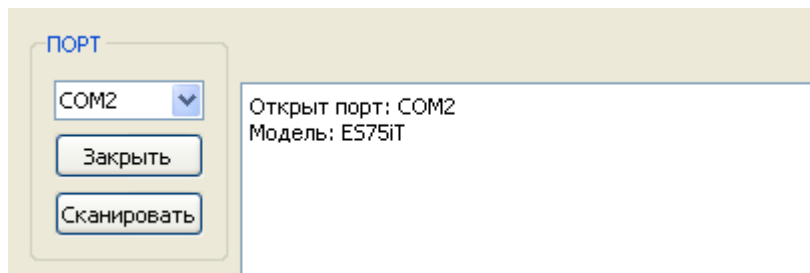 ПОРТ
COM2
Закрыть
Сканировать
Открыт порт: COM2
Модель: ES75iT